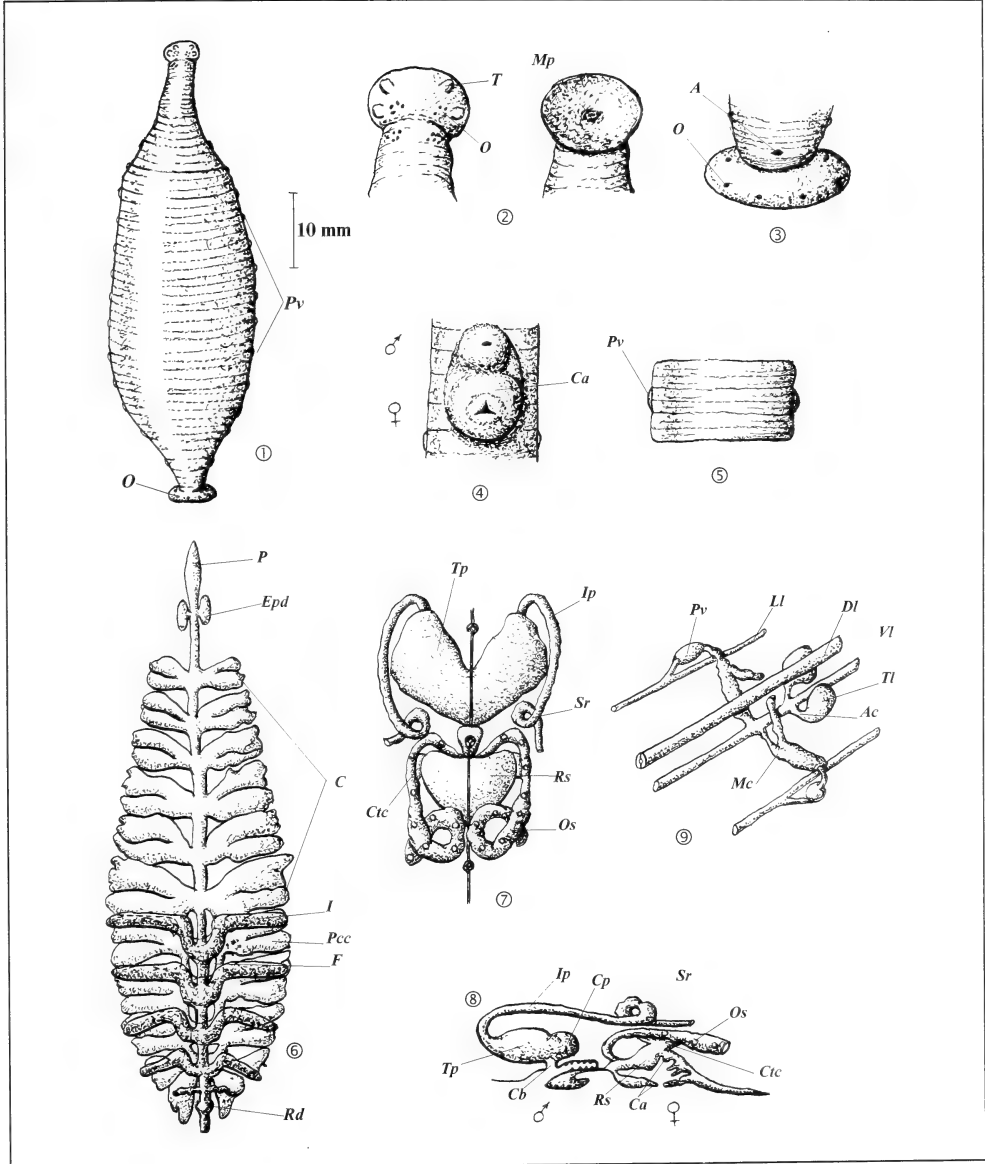 T
Mp
O
A
O
②
③
10 mm
Pv
♂
♀
Ca
Pv
O
①
④
⑤
P
Epd
C
I
Pcc
F
⑥
Rd
Tp
Ip
Sr
Rs
Ctc
Os
⑦
Pv
Ll
Dl
Vl
Tl
Ac
Mc
⑨
⑧
Ip
Cp
Sr
Os
Tp
Cb
Rs
Ca
Ctc
♂
♀